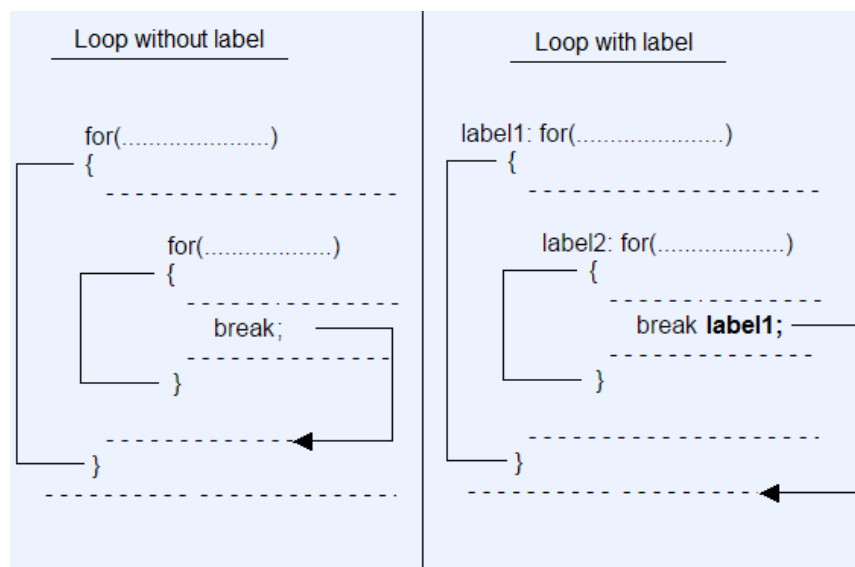 Loop without label
for(......................)
{
- - - - - - - - - - - - - - - - - - - - -
for(...................)
{
- - - - - - - - - - - - - - -
break;
- - - - - - - - - - - - - - -
}
- - - - - - - - - - - - - -
}
- - - - - - - - - - - - - - - - - - - - - - - - -
Loop with label
label1: for(......................)
{
- - - - - - - - - - - - - - - - - - - - -
label2: for(...................)
{
- - - - - - - - - - - - - - -
break label1;
- - - - - - - - - - - - - - -
}
- - - - - - - - - - - - - - - - - - - - -
}
- - - - - - - - - - - - - - - - - - - - -